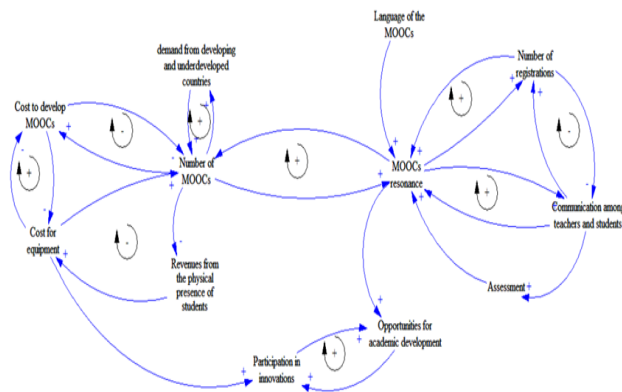 Language of the
MOOCs
demand from developing
and underdeveloped
countries
Number of
registrations
Cost to develop
MOOCs
Number of
MOOCs
MOOCs
resonance
Communication among
teachers and students
Cost for
equipment
Revenues from
the physical
presence of
students
Assessment
Opportunities for
academic development
Participation in
innovations